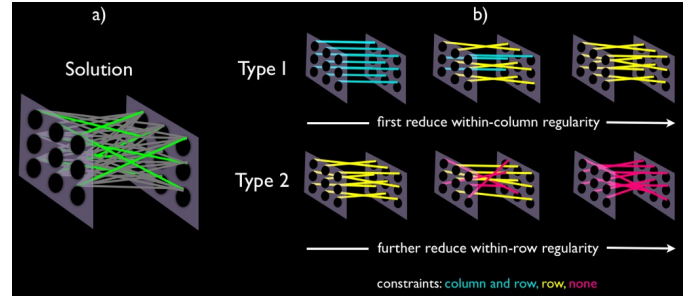 a)
b)
Solution
Type 1
first reduce within-column regularity
Type 2
further reduce within-row regularity
constraints: column and row, row, none